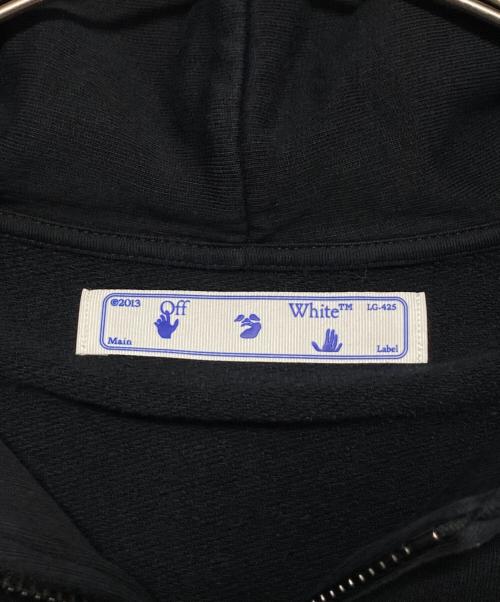 ©2013 Off White™ LG-425
Main Label